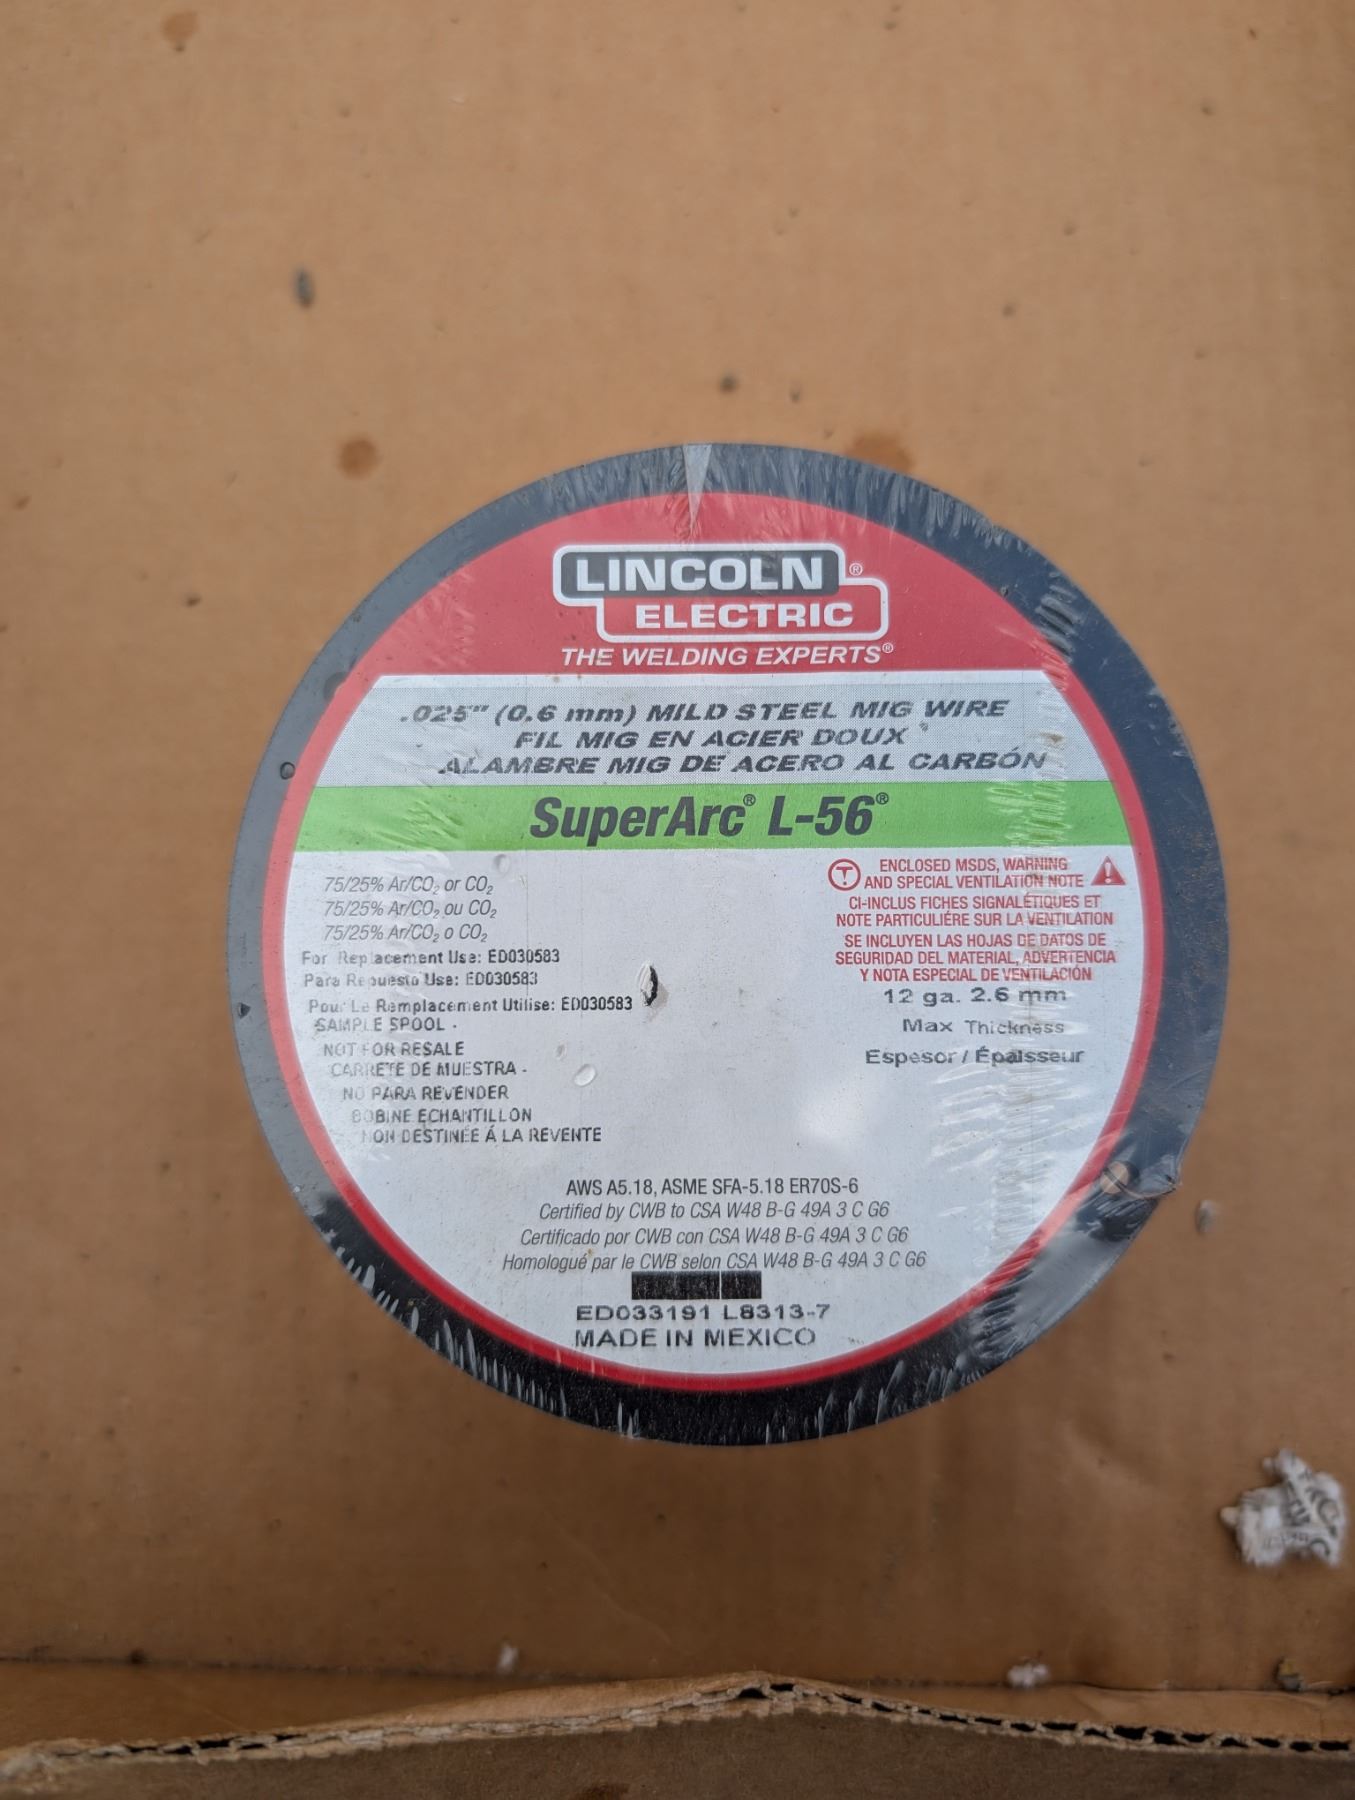 LINCOLN®
ELECTRIC
THE WELDING EXPERTS®
.025" (0.6 mm) MILD STEEL MIG WIRE
FIL MIG EN ACIER DOUX
ALAMBRE MIG DE ACERO AL CARBÓN
SuperArc® L-56®
75/25% Ar/CO₂ or CO₂
75/25% Ar/CO₂ ou CO₂
75/25% Ar/CO₂ o CO₂
For Replacement Use: ED030583
Para Repuesto Use: ED030583
Pour Le Remplacement Utilise: ED030583
SAMPLE SPOOL -
NOT FOR RESALE
CARRETE DE MUESTRA -
NO PARA REVENDER
BOBINE ECHANTILLON
NON DESTINÉE Á LA REVENTE
ENCLOSED MSDS, WARNING
AND SPECIAL VENTILATION NOTE
CI-INCLUS FICHES SIGNALÉTIQUES ET
NOTE PARTICULIÉRE SUR LA VENTILATION
SE INCLUYEN LAS HOJAS DE DATOS DE
SEGURIDAD DEL MATERIAL, ADVERTENCIA
Y NOTA ESPECIAL DE VENTILACIÓN
12 ga. 2.6 mm
Max Thickness
Espesor / Épaisseur
AWS A5.18, ASME SFA-5.18 ER70S-6
Certified by CWB to CSA W48 B-G 49A 3 C G6
Certificado por CWB con CSA W48 B-G 49A 3 C G6
Homologué par le CWB selon CSA W48 B-G 49A 3 C G6
ED033191 L8313-7
MADE IN MEXICO